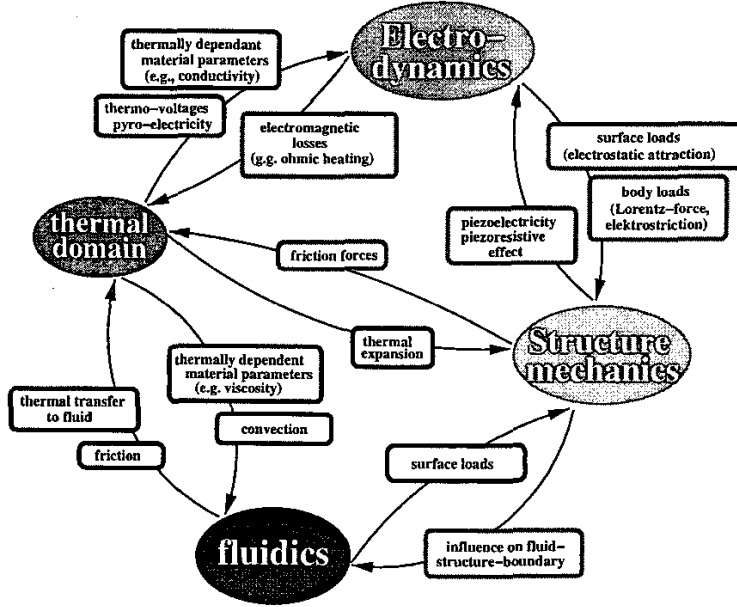 thermally dependant
material parameters
(e.g., conductivity)
thermo-voltages
pyro-electricity
Electro-
dynamics
electromagnetic
losses
(g.g. ohmic heating)
surface loads
(electrostatic attraction)
body loads
(Lorentz-force,
elektrostriction)
piezoelectricity
piezoresistive
effect
thermal
domain
friction forces
thermal
expansion
Structure
mechanics
thermally dependent
material parameters
(e.g. viscosity)
convection
thermal transfer
to fluid
friction
surface loads
fluidics
influence on fluid-
structure-boundary